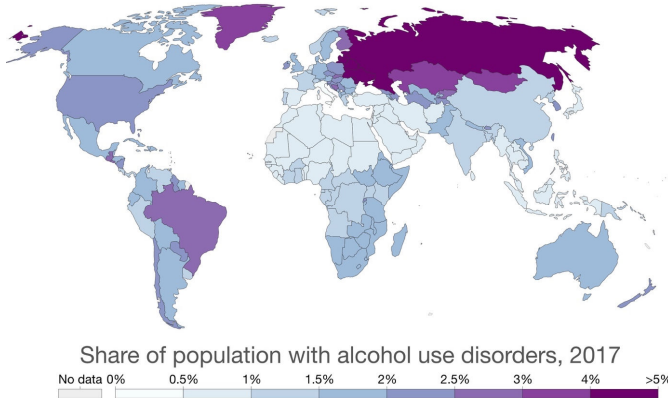 Share of population with alcohol use disorders, 2017
No data 0% 0.5% 1% 1.5% 2% 2.5% 3% 4% >5%